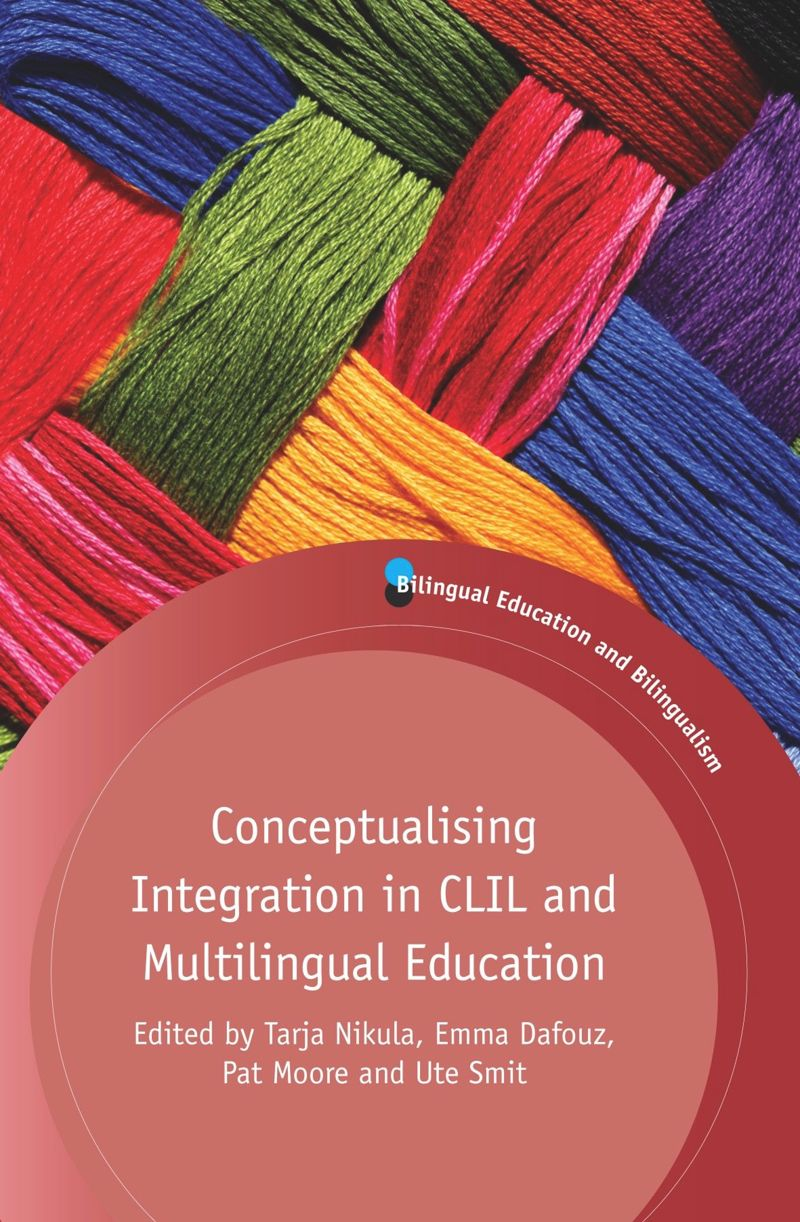 Bilingual Education and Bilingualism
Conceptualising
Integration in CLIL and
Multilingual Education
Edited by Tarja Nikula, Emma Dafouz,
Pat Moore and Ute Smit